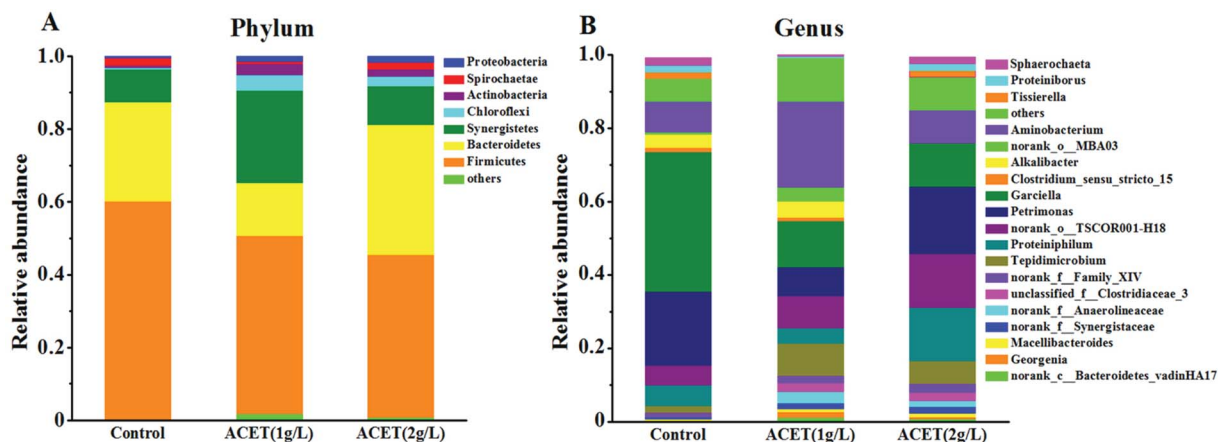 A
Phylum
Relative abundance
1.0
0.8
0.6
0.4
0.2
0
Control
ACET(1g/L)
ACET(2g/L)
Proteobacteria
Spirochaetae
Actinobacteria
Chloroflexi
Synergistetes
Bacteroidetes
Firmicutes
others
B
Genus
Relative abundance
1.0
0.8
0.6
0.4
0.2
0
Control
ACET(1g/L)
ACET(2g/L)
Sphaerochaeta
Proteiniborus
Tissierella
others
Aminobacterium
norank_o__MBA03
Alkalibacter
Clostridium_sensu_stricto_15
Garciella
Petrimonas
norank_o__TSCOR001-H18
Proteiniphilum
Tepidimicrobium
norank_f__Family_XIV
unclassified_f__Clostridiaceae_3
norank_f__Anaerolineaceae
norank_f__Synergistaceae
Macellibacteroides
Georgenia
norank_c__Bacteroidetes_vadinHA17